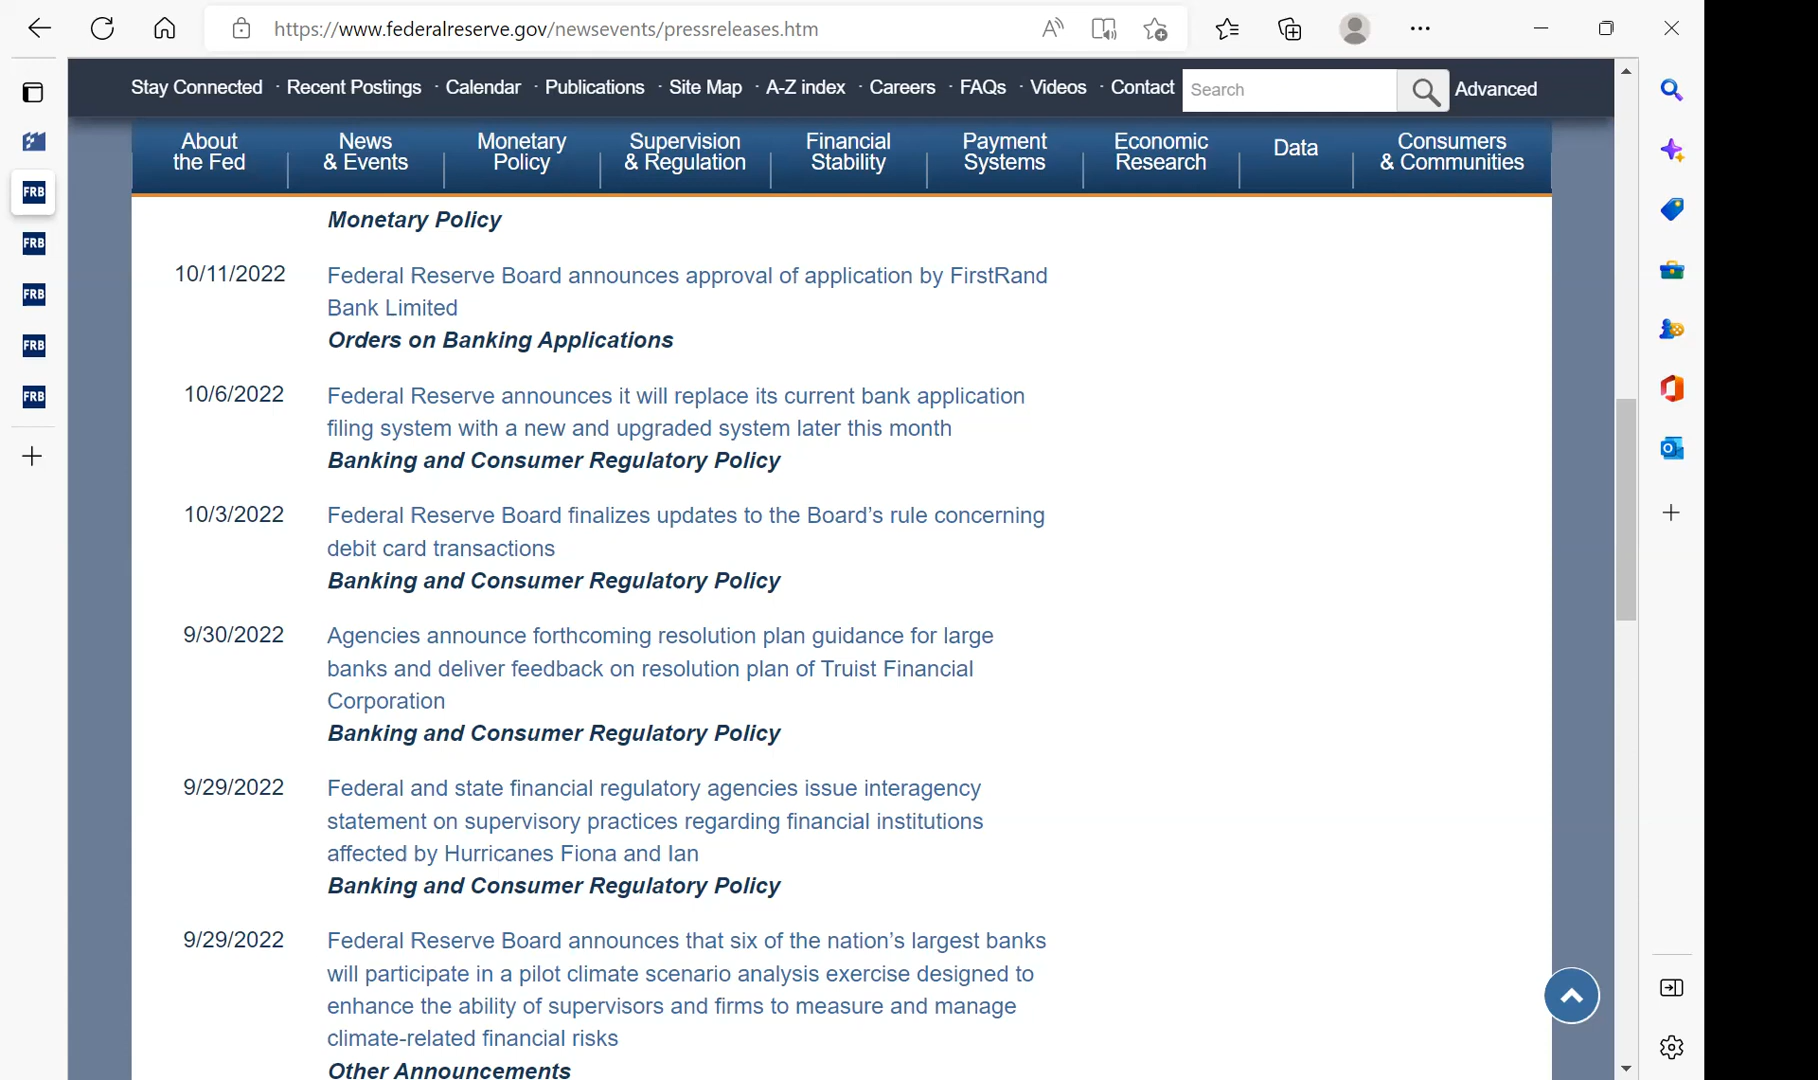 https://www.federalreserve.gov/newsevents/pressreleases.htm
Stay Connected · Recent Postings · Calendar · Publications · Site Map · A-Z index · Careers · FAQs · Videos · Contact
Search
Advanced
About
the Fed
News
& Events
Monetary
Policy
Supervision
& Regulation
Financial
Stability
Payment
Systems
Economic
Research
Data
Consumers
& Communities
FRB
FRB
FRB
FRB
FRB
Monetary Policy
10/11/2022 Federal Reserve Board announces approval of application by FirstRand
Bank Limited
Orders on Banking Applications
10/6/2022 Federal Reserve announces it will replace its current bank application
filing system with a new and upgraded system later this month
Banking and Consumer Regulatory Policy
10/3/2022 Federal Reserve Board finalizes updates to the Board’s rule concerning
debit card transactions
Banking and Consumer Regulatory Policy
9/30/2022 Agencies announce forthcoming resolution plan guidance for large
banks and deliver feedback on resolution plan of Truist Financial
Corporation
Banking and Consumer Regulatory Policy
9/29/2022 Federal and state financial regulatory agencies issue interagency
statement on supervisory practices regarding financial institutions
affected by Hurricanes Fiona and Ian
Banking and Consumer Regulatory Policy
9/29/2022 Federal Reserve Board announces that six of the nation’s largest banks
will participate in a pilot climate scenario analysis exercise designed to
enhance the ability of supervisors and firms to measure and manage
climate-related financial risks
Other Announcements